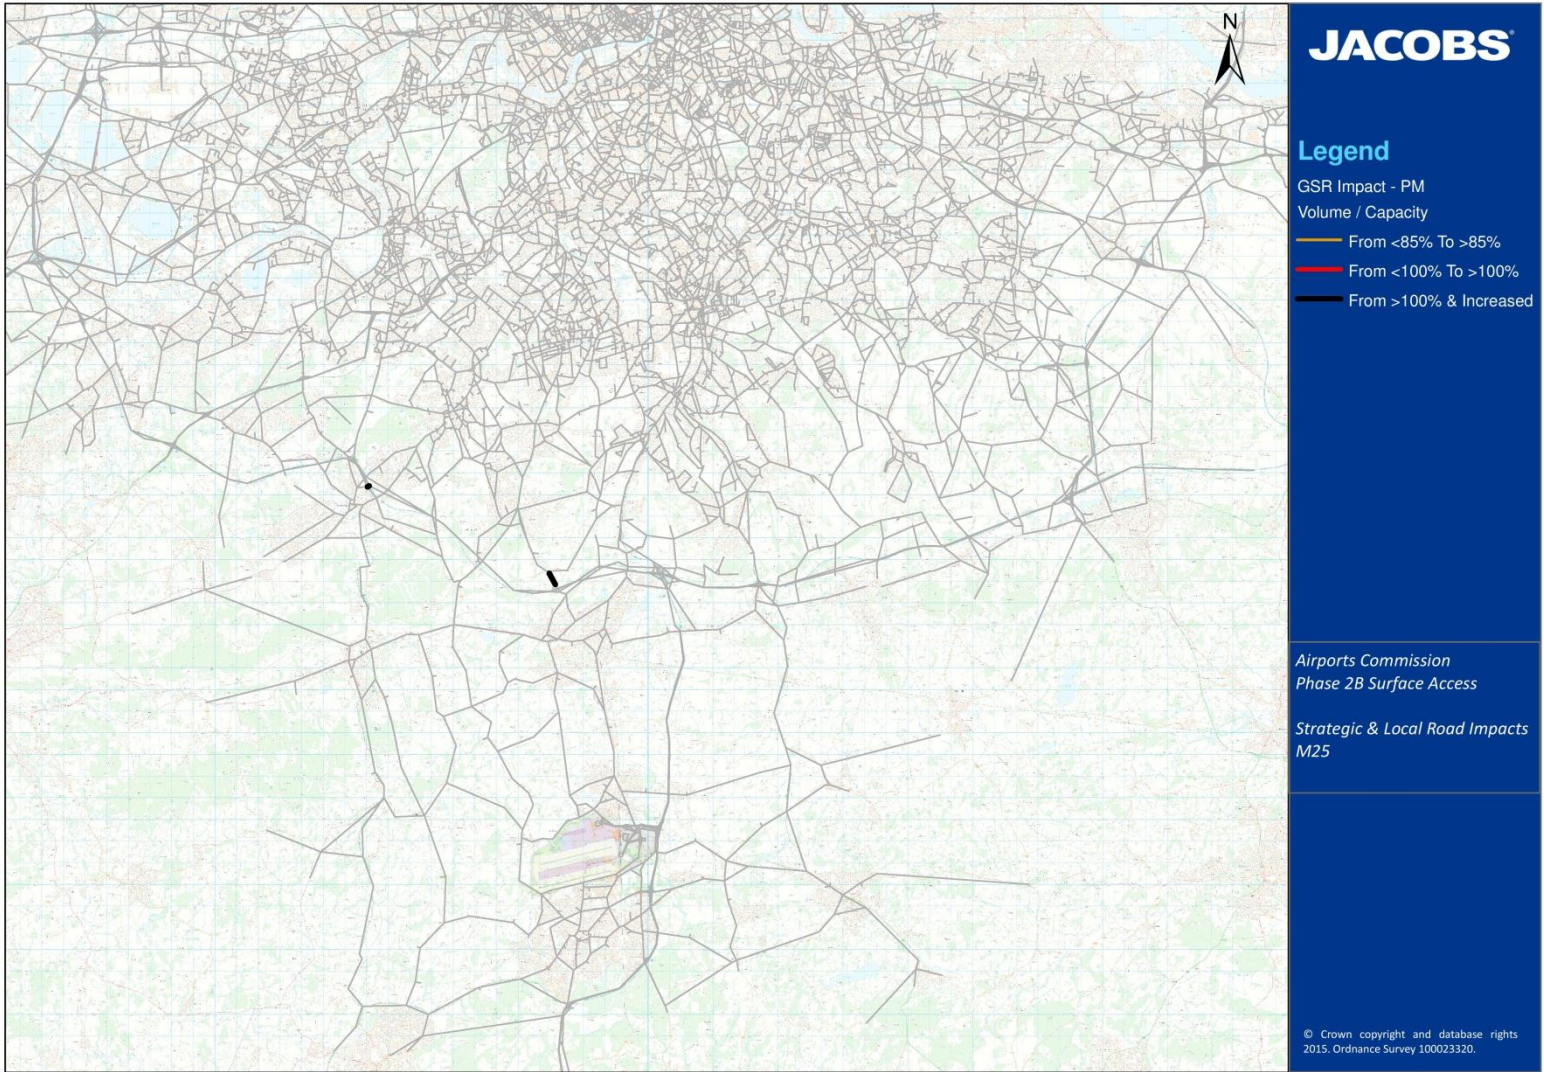 N
JACOBS®
Legend
GSR Impact - PM
Volume / Capacity
From <85% To >85%
From <100% To >100%
From >100% & Increased
Airports Commission
Phase 2B Surface Access
Strategic & Local Road Impacts
M25
© Crown copyright and database rights
2015. Ordnance Survey 100023320.